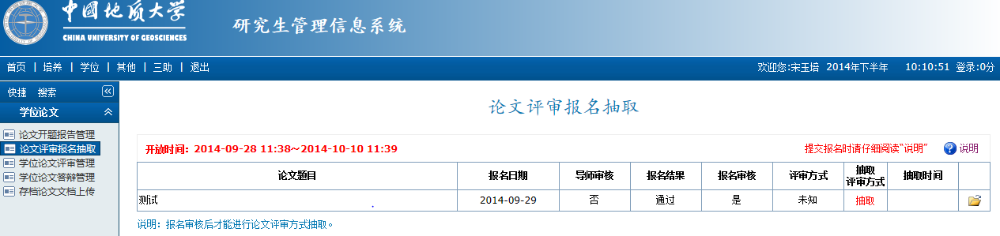 中國地质大学
CHINA UNIVERSITY OF GEOSCIENCES
研究生管理信息系统
首页 | 培养 | 学位 | 其他 | 三助 | 退出
欢迎您:宋玉培 2014年下半年 10:10:51 登录:0分
快捷 搜索
学位论文
论文开题报告管理
论文评审报名抽取
学位论文评审管理
学位论文答辩管理
存档论文文档上传
论文评审报名抽取
开放时间：2014-09-28 11:38～2014-10-10 11:39
提交报名时请仔细阅读“说明” 说明
论文题目 报名日期 导师审核 报名结果 报名审核 评审方式 抽取评审方式 抽取时间
测试 2014-09-29 否 通过 是 未知 抽取
说明：报名审核后才能进行论文评审方式抽取。